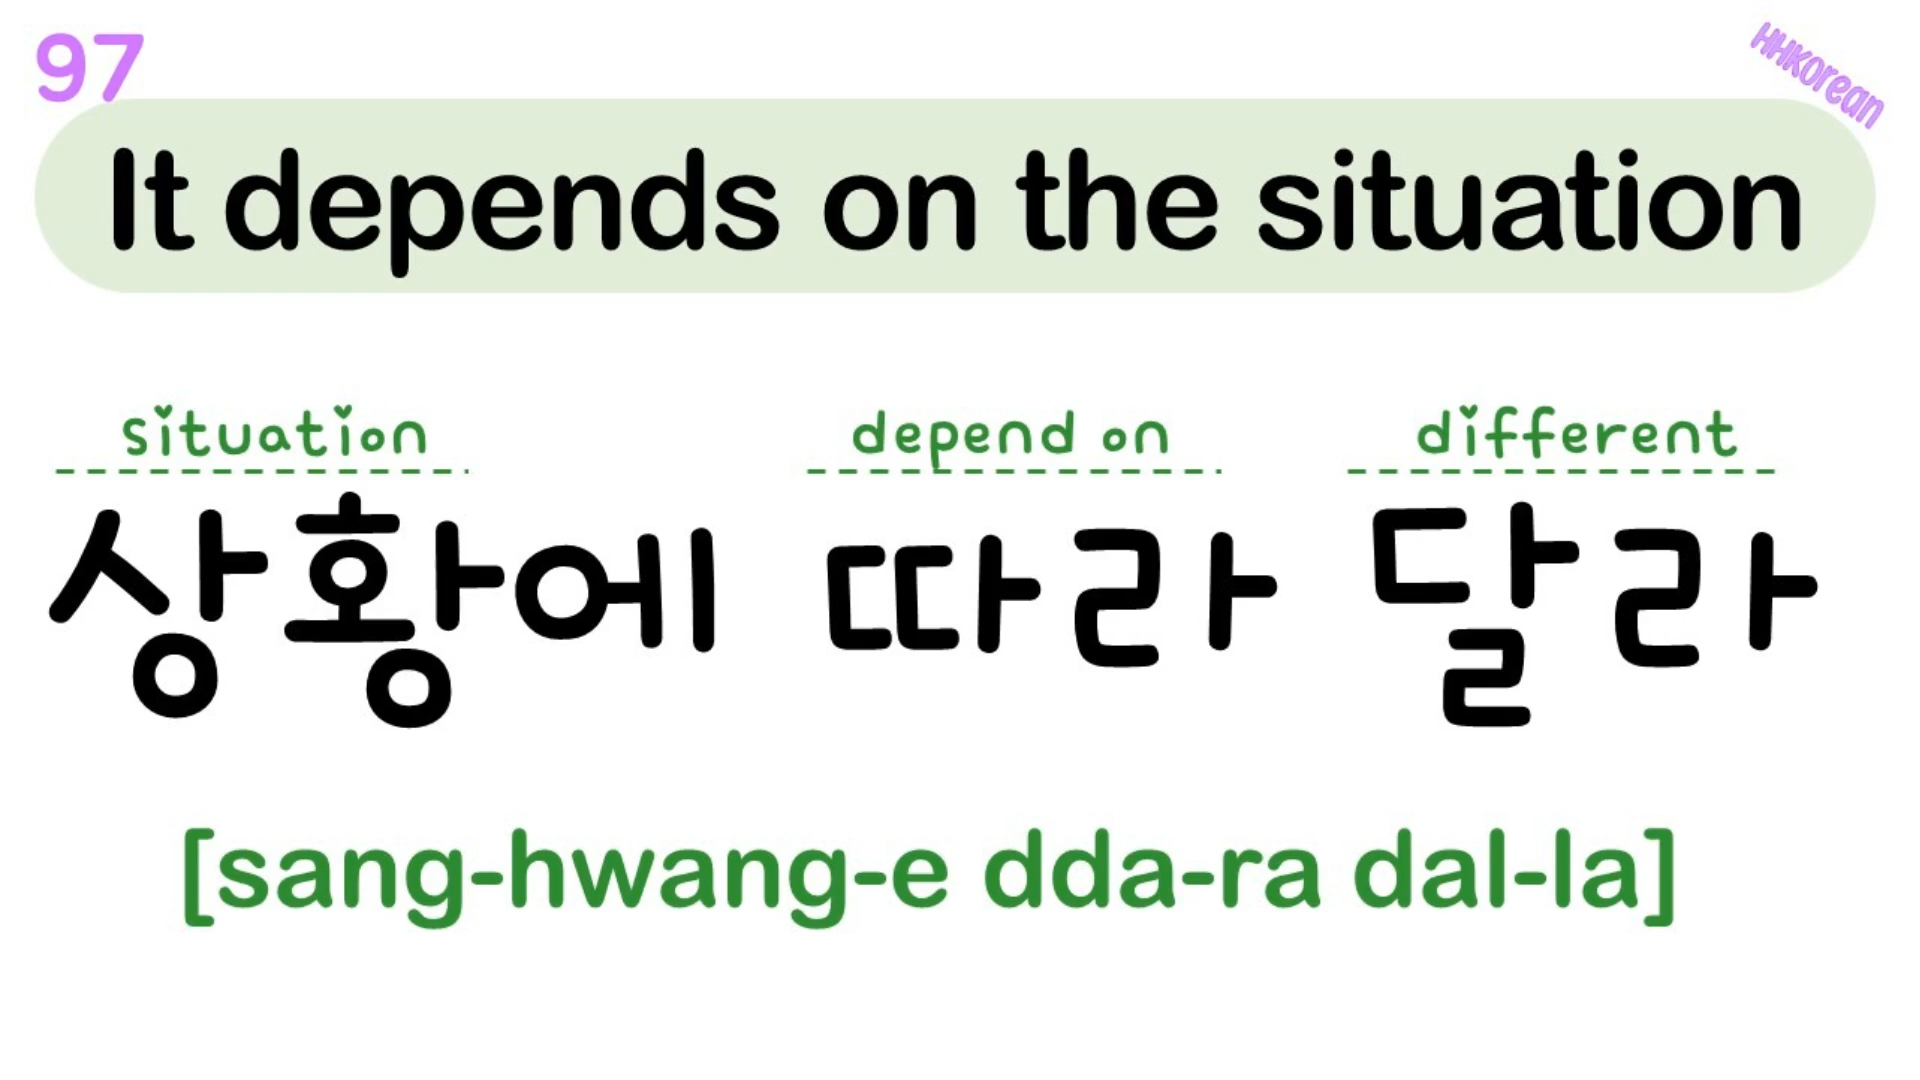 97
HHKorean
It depends on the situation
situation depend on different
상황에 따라 달라
[sang-hwang-e dda-ra dal-la]